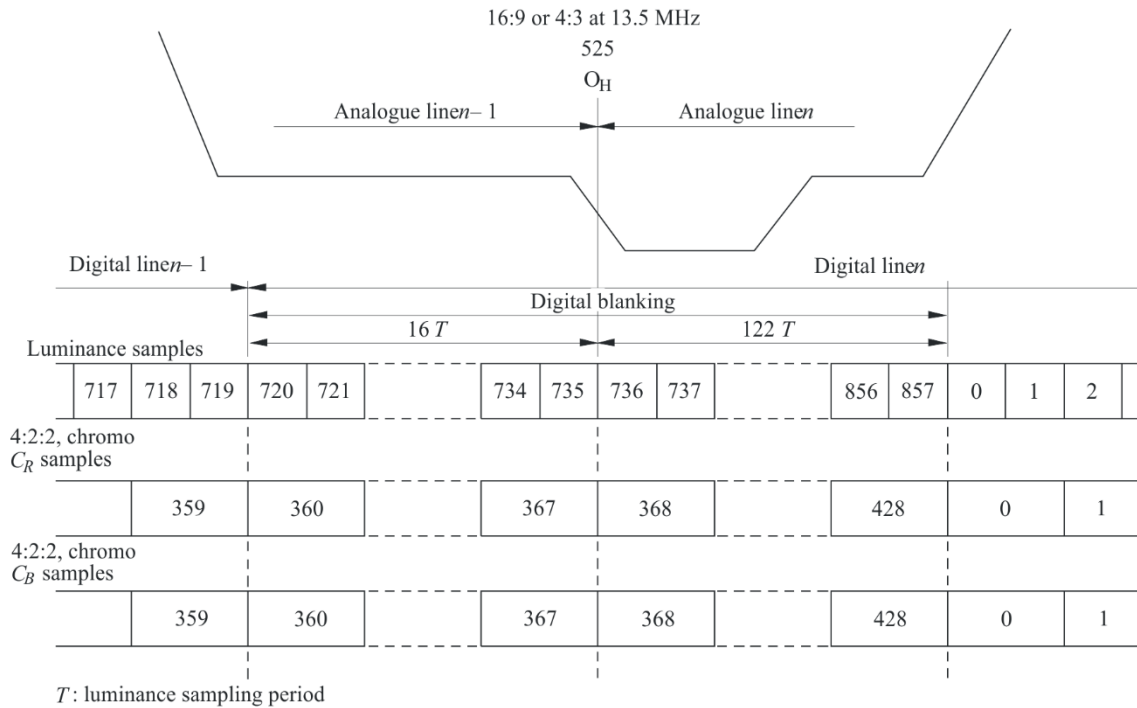 16:9 or 4:3 at 13.5 MHz
525
O_H
Analogue line n – 1 Analogue line n
Digital line n – 1 Digital line n
Digital blanking
16 T 122 T
Luminance samples
717 718 719 720 721 734 735 736 737 856 857 0 1 2
4:2:2, chromo
C_R samples
359 360 367 368 428 0 1
4:2:2, chromo
C_B samples
359 360 367 368 428 0 1
T : luminance sampling period